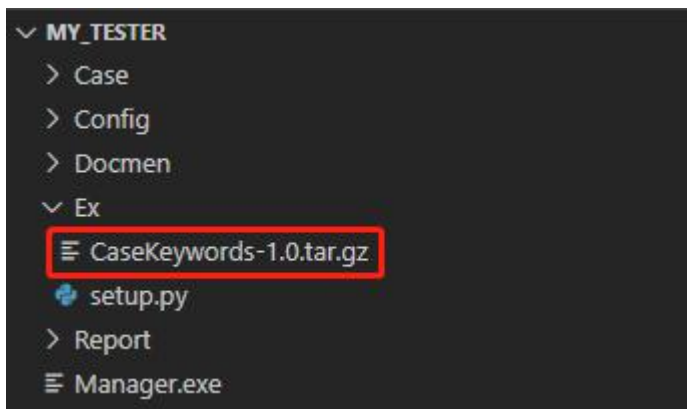 MY_TESTER
Case
Config
Docmen
Ex
CaseKeywords-1.0.tar.gz
setup.py
Report
Manager.exe